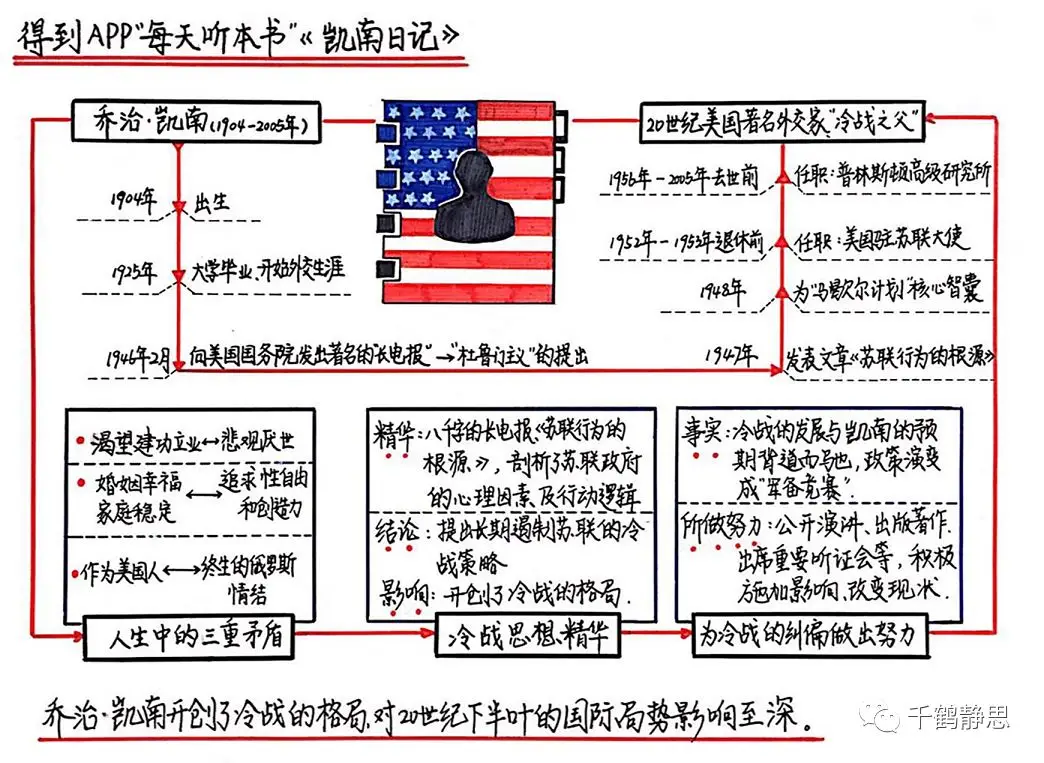 得到APP“每天听本书”《凯南日记》
乔治·凯南(1904-2005年)
1904年 出生
1925年 大学毕业、开始外交生涯
1946年2月 向美国国务院发出著名的“长电报”→“杜鲁门主义”的提出
20世纪美国著名外交家“冷战之父”
1956年-2005年去世前 任职：普林斯顿高级研究所
1952年-1953年退休前 任职：美国驻苏联大使
1948年 为“马歇尔计划”核心智囊
1947年 发表文章《苏联行为的根源》
渴望建功立业↔悲观厌世
婚姻幸福 ↔ 追求性自由
家庭稳定 和创造力
作为美国人↔终生的俄罗斯
情结
人生中的三重矛盾
精华：八千字的长电报、《苏联行为的
根源》，剖析了苏联政府
的心理因素及行动逻辑
结论：提出长期遏制苏联的冷
战策略
影响：开创了冷战的格局.
冷战思想精华
事实：冷战的发展与凯南的预
期背道而驰，政策演变
成“军备竞赛”.
所做努力：公开演讲、出版著作、
出席重要听证会等，积极
施加影响、改变现状.
为冷战的纠偏做出努力
乔治·凯南开创了冷战的格局，对20世纪下半叶的国际局势影响至深。
千鹤静思